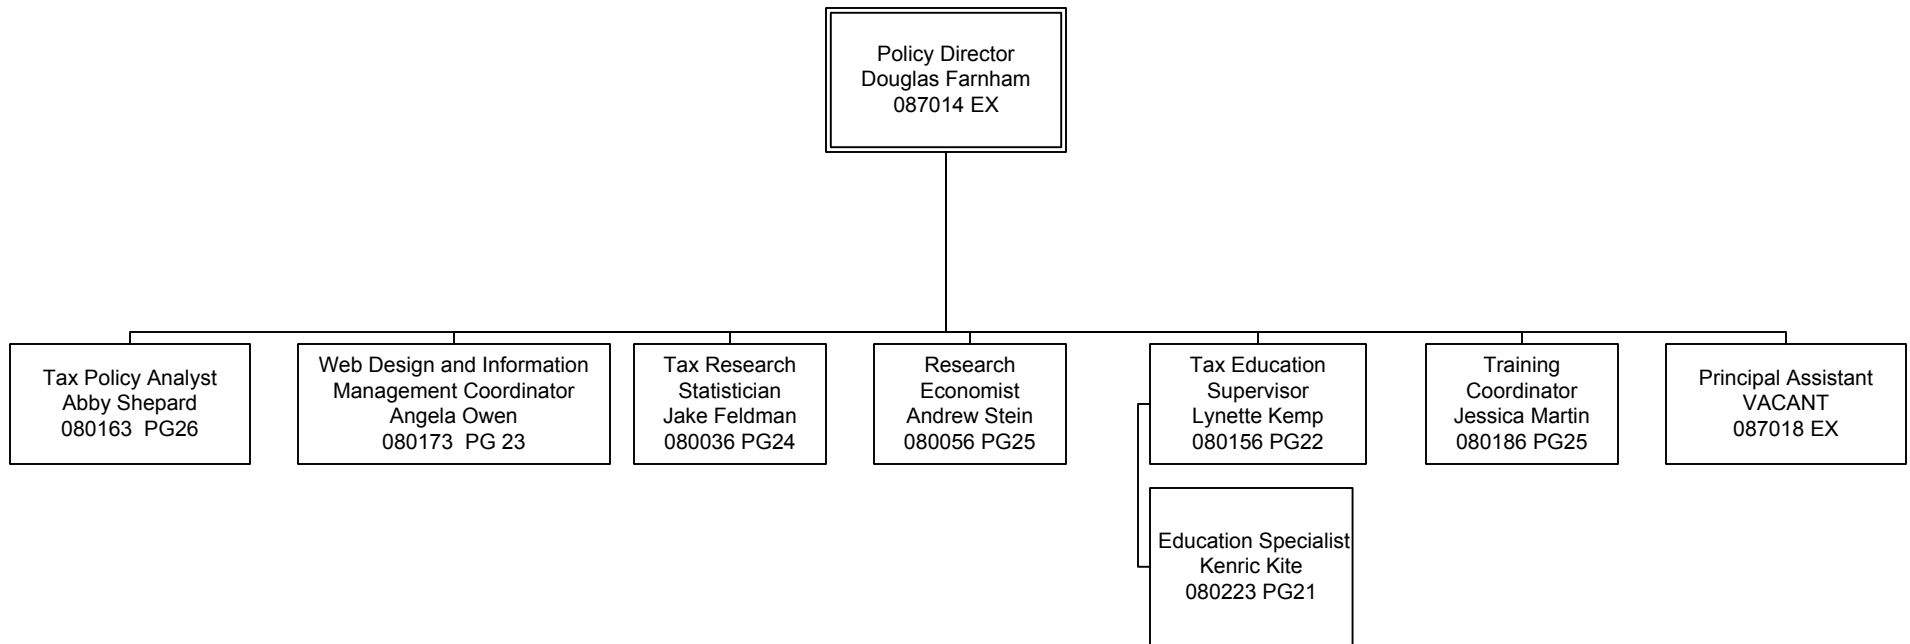 Policy Director
Douglas Farnham
087014 EX
Tax Policy Analyst
Abby Shepard
080163  PG26
Web Design and Information
Management Coordinator
Angela Owen
080173  PG 23
Tax Research
Statistician
Jake Feldman
080036 PG24
Research
Economist
Andrew Stein
080056 PG25
Tax Education
Supervisor
Lynette Kemp
080156 PG22
Training
Coordinator
Jessica Martin
080186 PG25
Principal Assistant
VACANT
087018 EX
Education Specialist
Kenric Kite
080223 PG21